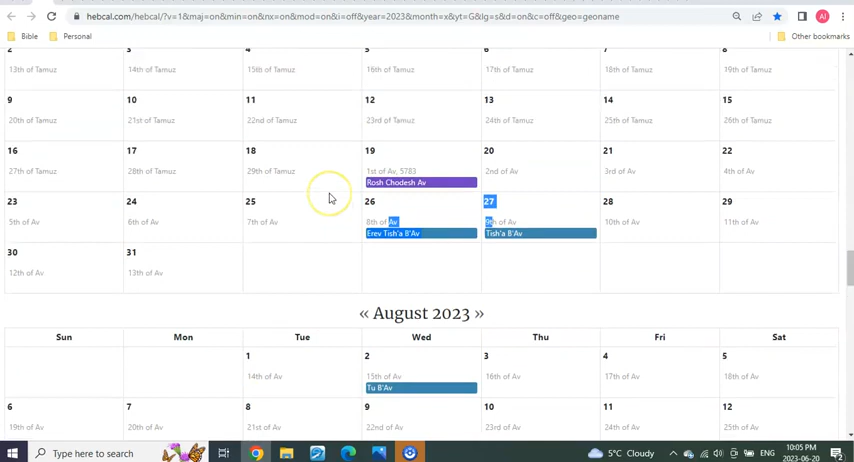 hebcal.com/hebcal/?v=1&maj=on&min=on&nx=on&mod=on&i=off&year=2023&month=x&yt=G&lg=s&d=on&c=off&geo=geoname
Bible Personal Other bookmarks
2 3 4 5 6 7 8
13th of Tamuz 14th of Tamuz 15th of Tamuz 16th of Tamuz 17th of Tamuz 18th of Tamuz 19th of Tamuz
9 10 11 12 13 14 15
20th of Tamuz 21st of Tamuz 22nd of Tamuz 23rd of Tamuz 24th of Tamuz 25th of Tamuz 26th of Tamuz
16 17 18 19 20 21 22
27th of Tamuz 28th of Tamuz 29th of Tamuz 1st of Av, 5783 2nd of Av 3rd of Av 4th of Av
Rosh Chodesh Av
23 24 25 26 27 28 29
5th of Av 6th of Av 7th of Av 8th of Av 9th of Av 10th of Av 11th of Av
Erev Tish'a B'Av Tish'a B'Av
30 31
12th of Av 13th of Av
« August 2023 »
Sun Mon Tue Wed Thu Fri Sat
1 2 3 4 5
14th of Av 15th of Av 16th of Av 17th of Av 18th of Av
Tu B'Av
6 7 8 9 10 11 12
19th of Av 20th of Av 21st of Av 22nd of Av 23rd of Av 24th of Av 25th of Av
Type here to search 5°C Cloudy ENG 10:05 PM
2023-06-20
AI
2